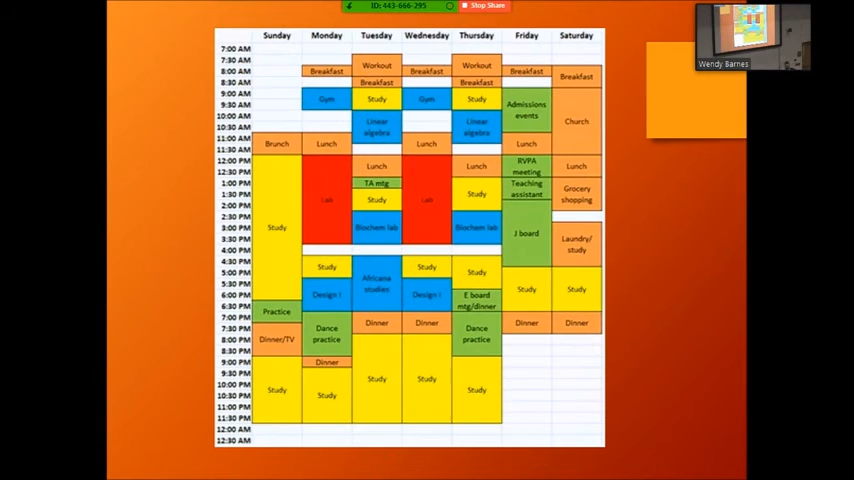 ID: 443-666-295 Stop Share
Wendy Barnes
Sunday Monday Tuesday Wednesday Thursday Friday Saturday
7:00 AM
7:30 AM Workout Workout
8:00 AM Breakfast Breakfast Breakfast Breakfast
8:30 AM Breakfast Breakfast
9:00 AM Gym Study Gym Study Admissions
9:30 AM events
10:00 AM Linear Linear Church
10:30 AM algebra algebra
11:00 AM Brunch Lunch Lunch Lunch
11:30 AM
12:00 PM Lunch Lunch RVPA Lunch
12:30 PM meeting
1:00 PM TA mtg Teaching Grocery
1:30 PM Lab Study Lab Study assistant shopping
2:00 PM
2:30 PM Biochem lab Biochem lab
3:00 PM Study J board Laundry/
3:30 PM study
4:00 PM
4:30 PM Study Study
5:00 PM Africana Study
5:30 PM studies Study Study
6:00 PM Design I Design I E board
6:30 PM Practice mtg/dinner
7:00 PM Dinner Dinner Dinner Dinner
7:30 PM Dance Dance
8:00 PM Dinner/TV practice practice
8:30 PM
9:00 PM Dinner
9:30 PM Study Study
10:00 PM Study Study
10:30 PM Study
11:00 PM
11:30 PM
12:00 AM
12:30 AM